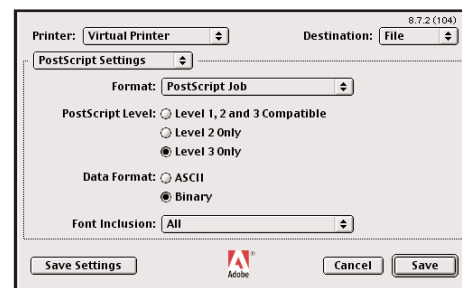 8.7.2 (104)
Printer: Virtual Printer Destination: File
PostScript Settings
Format: PostScript Job
PostScript Level: Level 1, 2 and 3 Compatible
Level 2 Only
Level 3 Only
Data Format: ASCII
Binary
Font Inclusion: All
Save Settings Adobe® Cancel Save